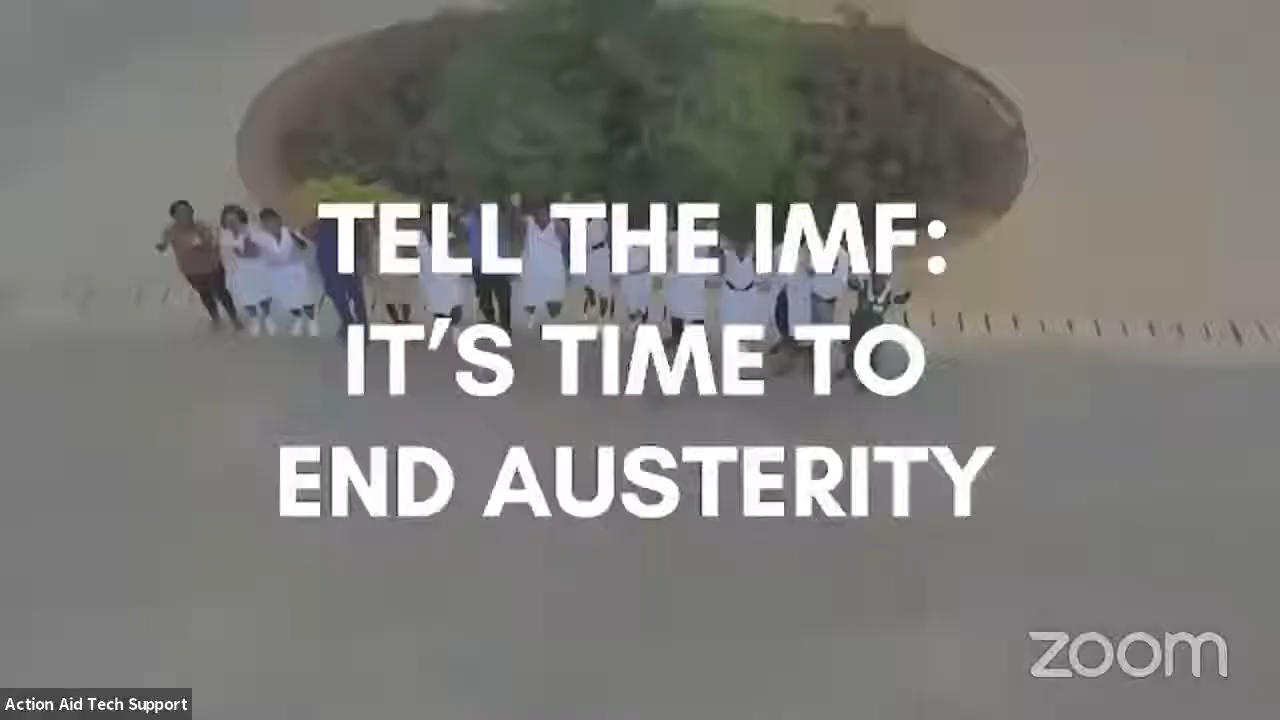 TELL THE IMF:
IT’S TIME TO
END AUSTERITY
zoom
Action Aid Tech Support